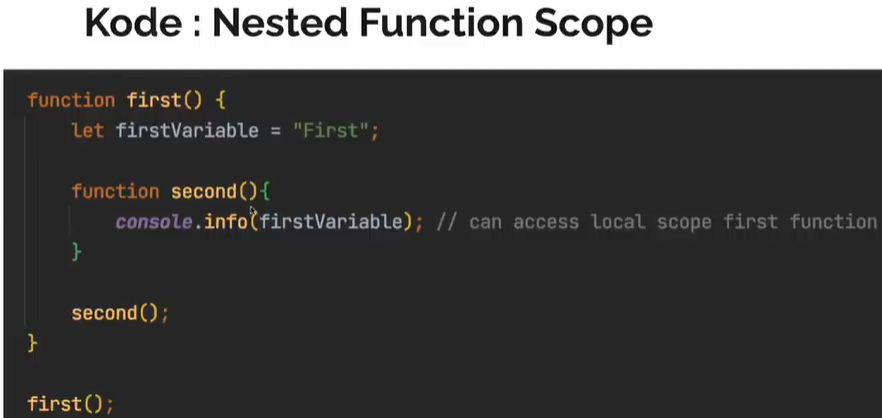 Kode : Nested Function Scope
function first() {
let firstVariable = "First";
function second(){
console.info(firstVariable); // can access local scope first function
}
second();
}
first();